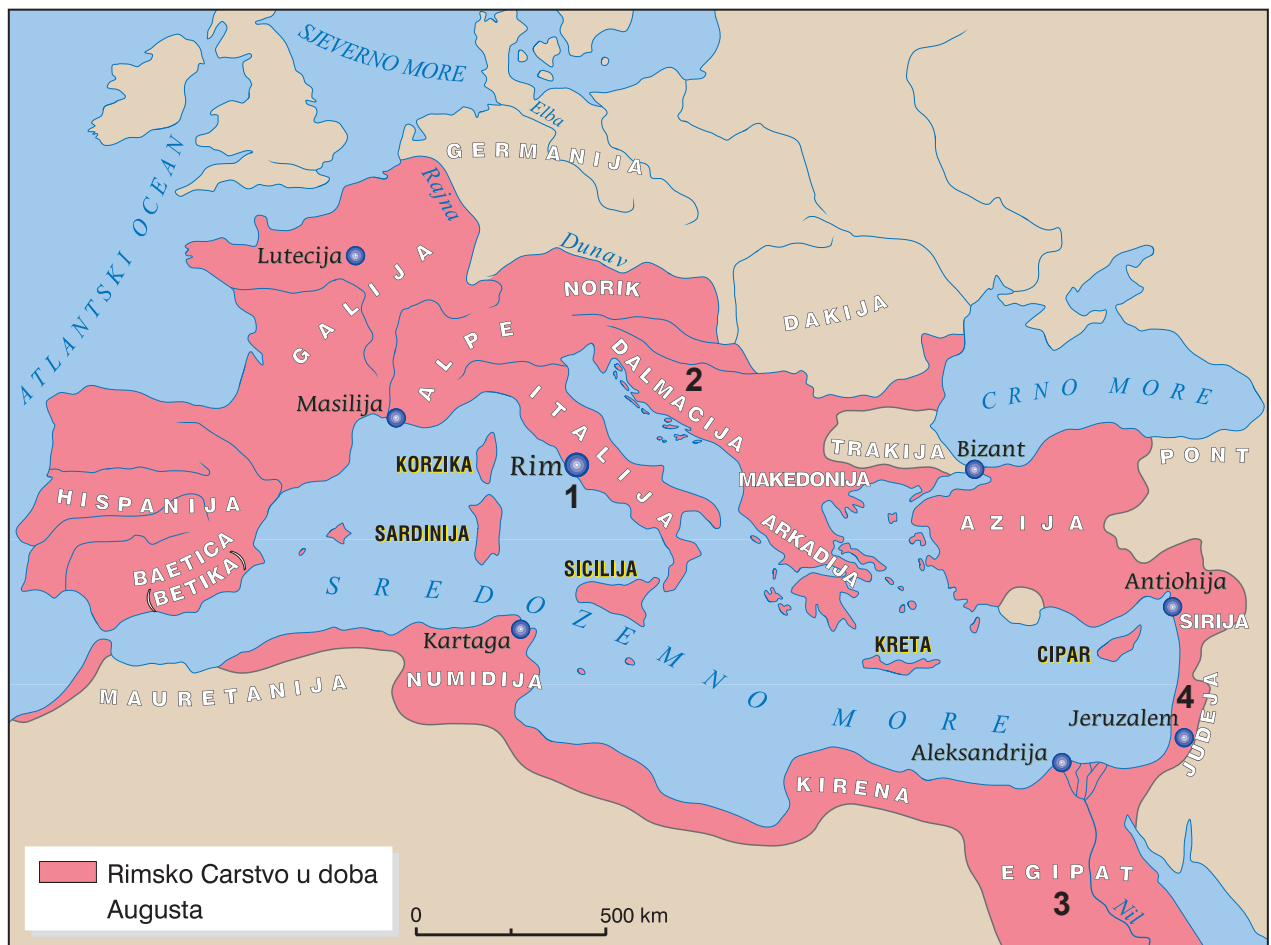 SJEVERNO MORE
Elba
GERMANIJA
ATLANTSKI OCEAN
Rajna
Lutecija
Dunav
GALIJA
NORIK
DAKIJA
ALPE
DALMACIJA
2
CRNO MORE
Masilija
ITALIJA
KORZIKA
Rim
1
TRAKIJA
Bizant
PONT
HISPANIJA
MAKEDONIJA
AZIJA
SARDINIJA
ARKADIJA
BAETICA
(BETIKA)
SICILIJA
Antiohija
SIRIJA
SREDOZEMNO MORE
Kartaga
KRETA
CIPAR
MAURETANIJA
NUMIDIJA
4
Jeruzalem
JUDEJA
Aleksandrija
KIRENA
EGIPAT
3
Nil
Rimsko Carstvo u doba
Augusta
0 500 km